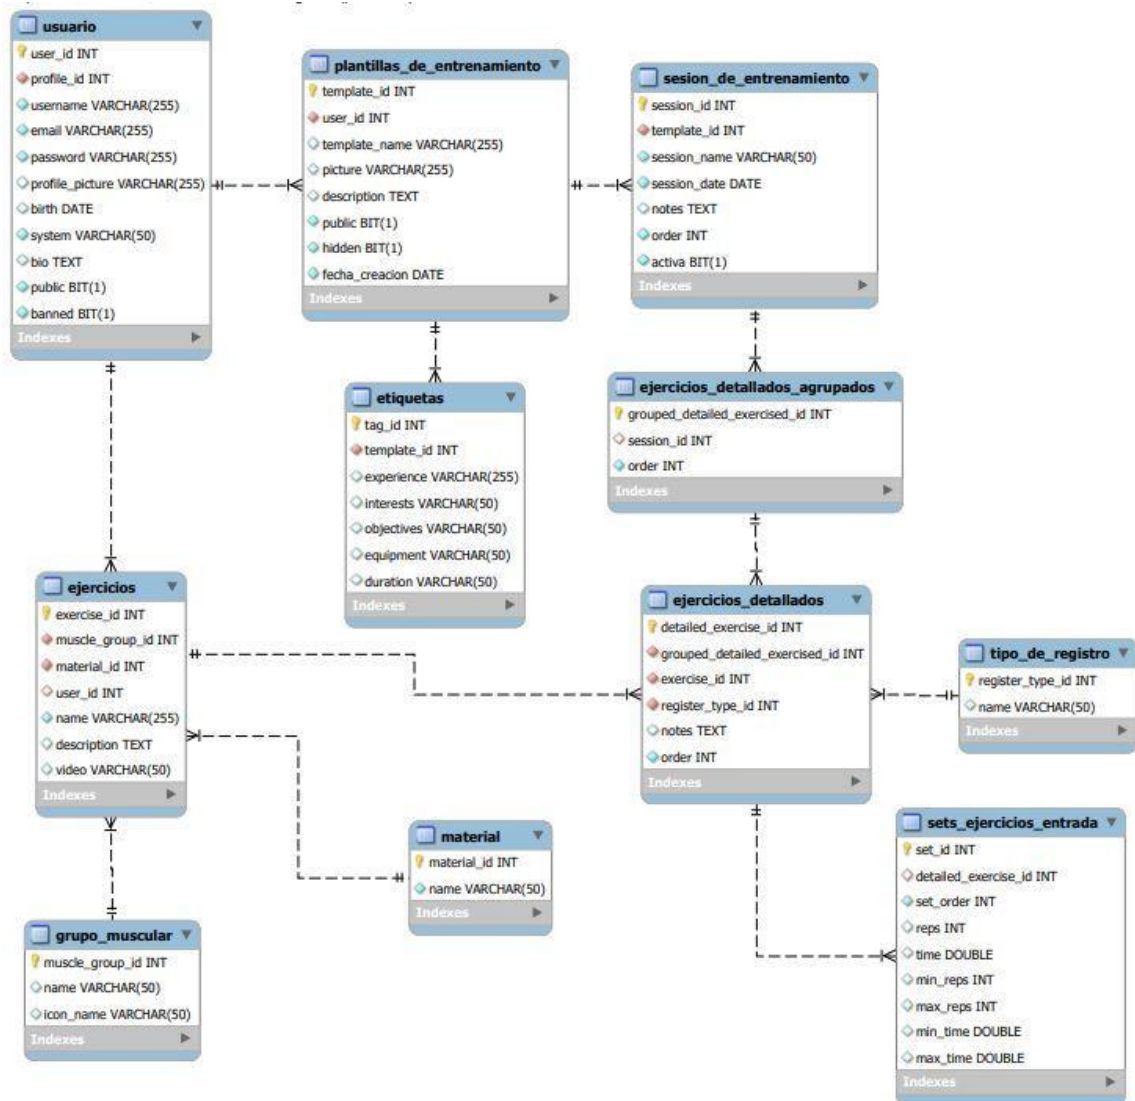 usuario
user_id INT
profile_id INT
username VARCHAR(255)
email VARCHAR(255)
password VARCHAR(255)
profile_picture VARCHAR(255)
birth DATE
system VARCHAR(50)
bio TEXT
public BIT(1)
banned BIT(1)
Indexes
plantillas_de_entrenamiento
template_id INT
user_id INT
template_name VARCHAR(255)
picture VARCHAR(255)
description TEXT
public BIT(1)
hidden BIT(1)
fecha_creacion DATE
Indexes
sesion_de_entrenamiento
session_id INT
template_id INT
session_name VARCHAR(50)
session_date DATE
notes TEXT
order INT
activa BIT(1)
Indexes
etiquetas
tag_id INT
template_id INT
experience VARCHAR(255)
interests VARCHAR(50)
objectives VARCHAR(50)
equipment VARCHAR(50)
duration VARCHAR(50)
Indexes
ejercicios_detallados_agrupados
grouped_detailed_exercised_id INT
session_id INT
order INT
Indexes
ejercicios
exercise_id INT
muscle_group_id INT
material_id INT
user_id INT
name VARCHAR(255)
description TEXT
video VARCHAR(50)
Indexes
ejercicios_detallados
detailed_exercise_id INT
grouped_detailed_exercised_id INT
exercise_id INT
register_type_id INT
notes TEXT
order INT
Indexes
tipo_de_registro
register_type_id INT
name VARCHAR(50)
Indexes
material
material_id INT
name VARCHAR(50)
Indexes
sets_ejercicios_entrada
set_id INT
detailed_exercise_id INT
set_order INT
reps INT
time DOUBLE
min_reps INT
max_reps INT
min_time DOUBLE
max_time DOUBLE
Indexes
grupo_muscular
muscle_group_id INT
name VARCHAR(50)
icon_name VARCHAR(50)
Indexes